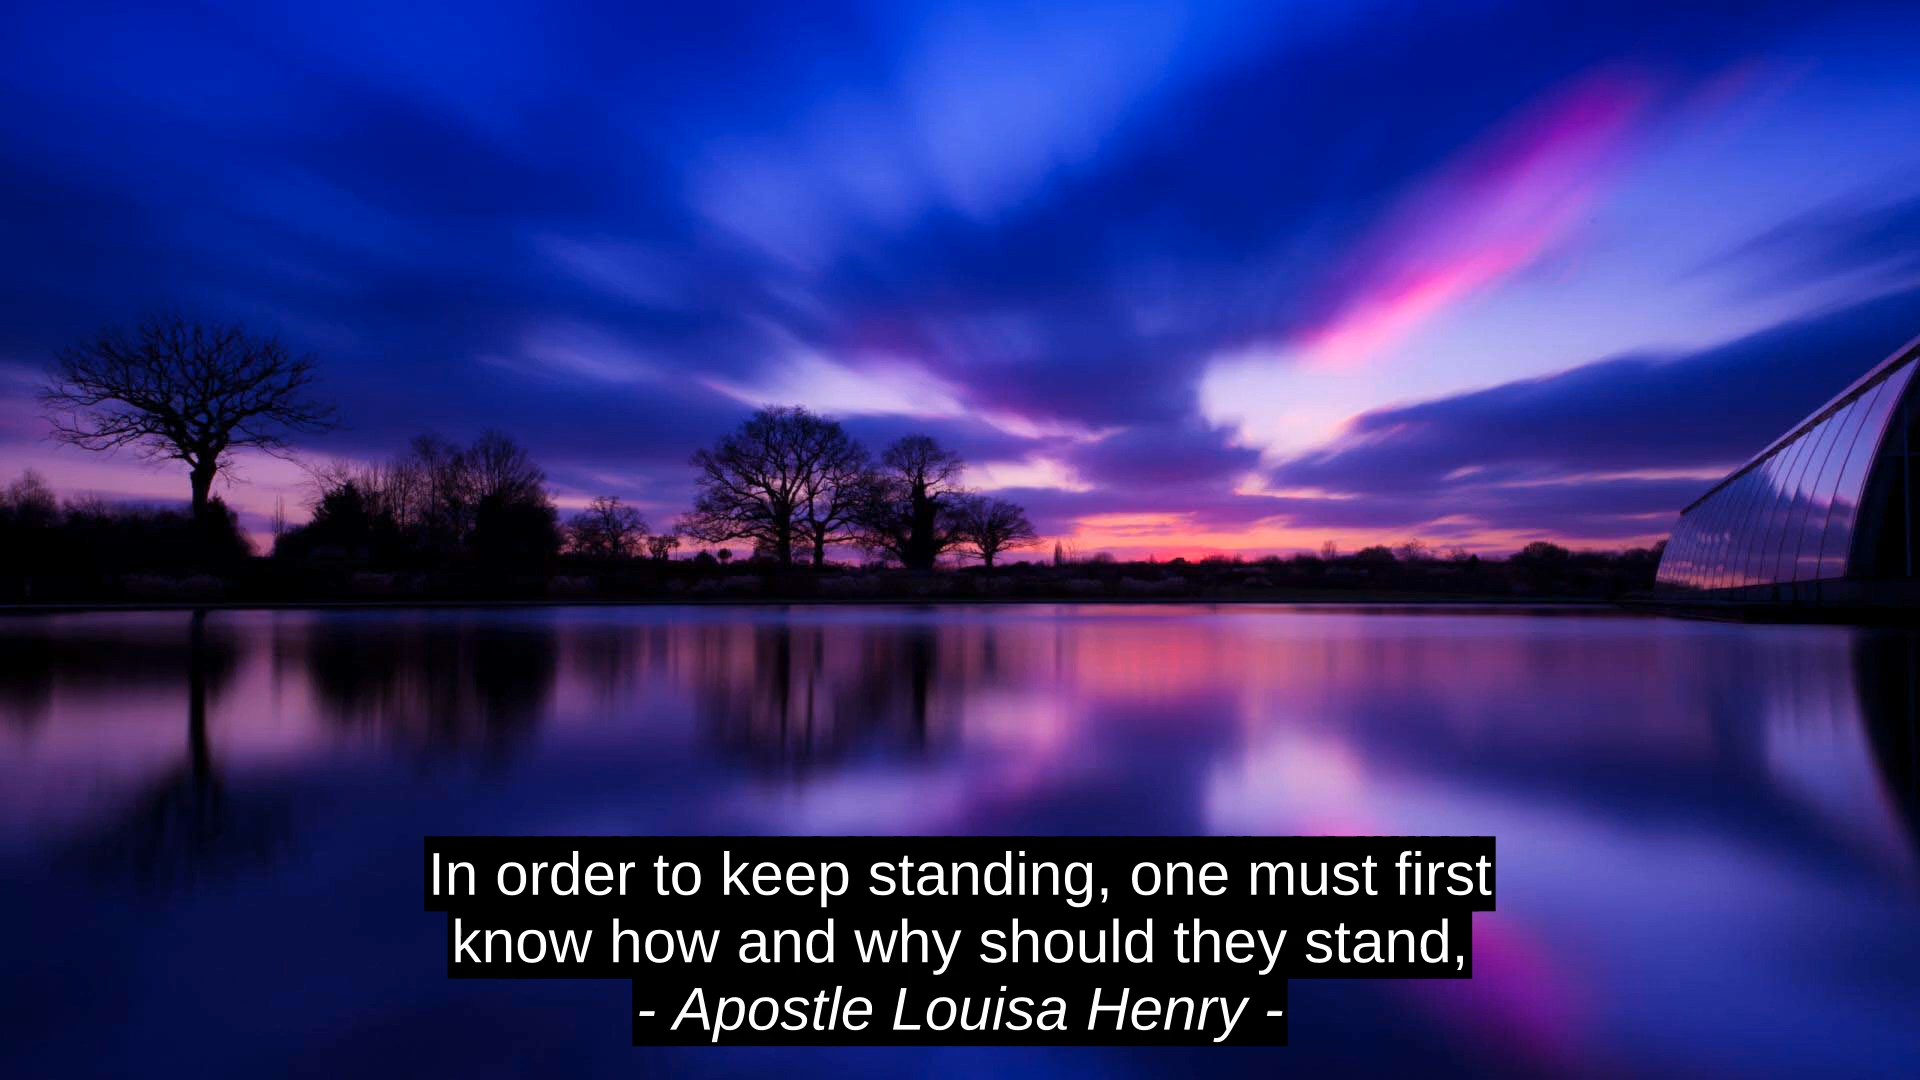 In order to keep standing, one must first
know how and why should they stand,
- Apostle Louisa Henry -